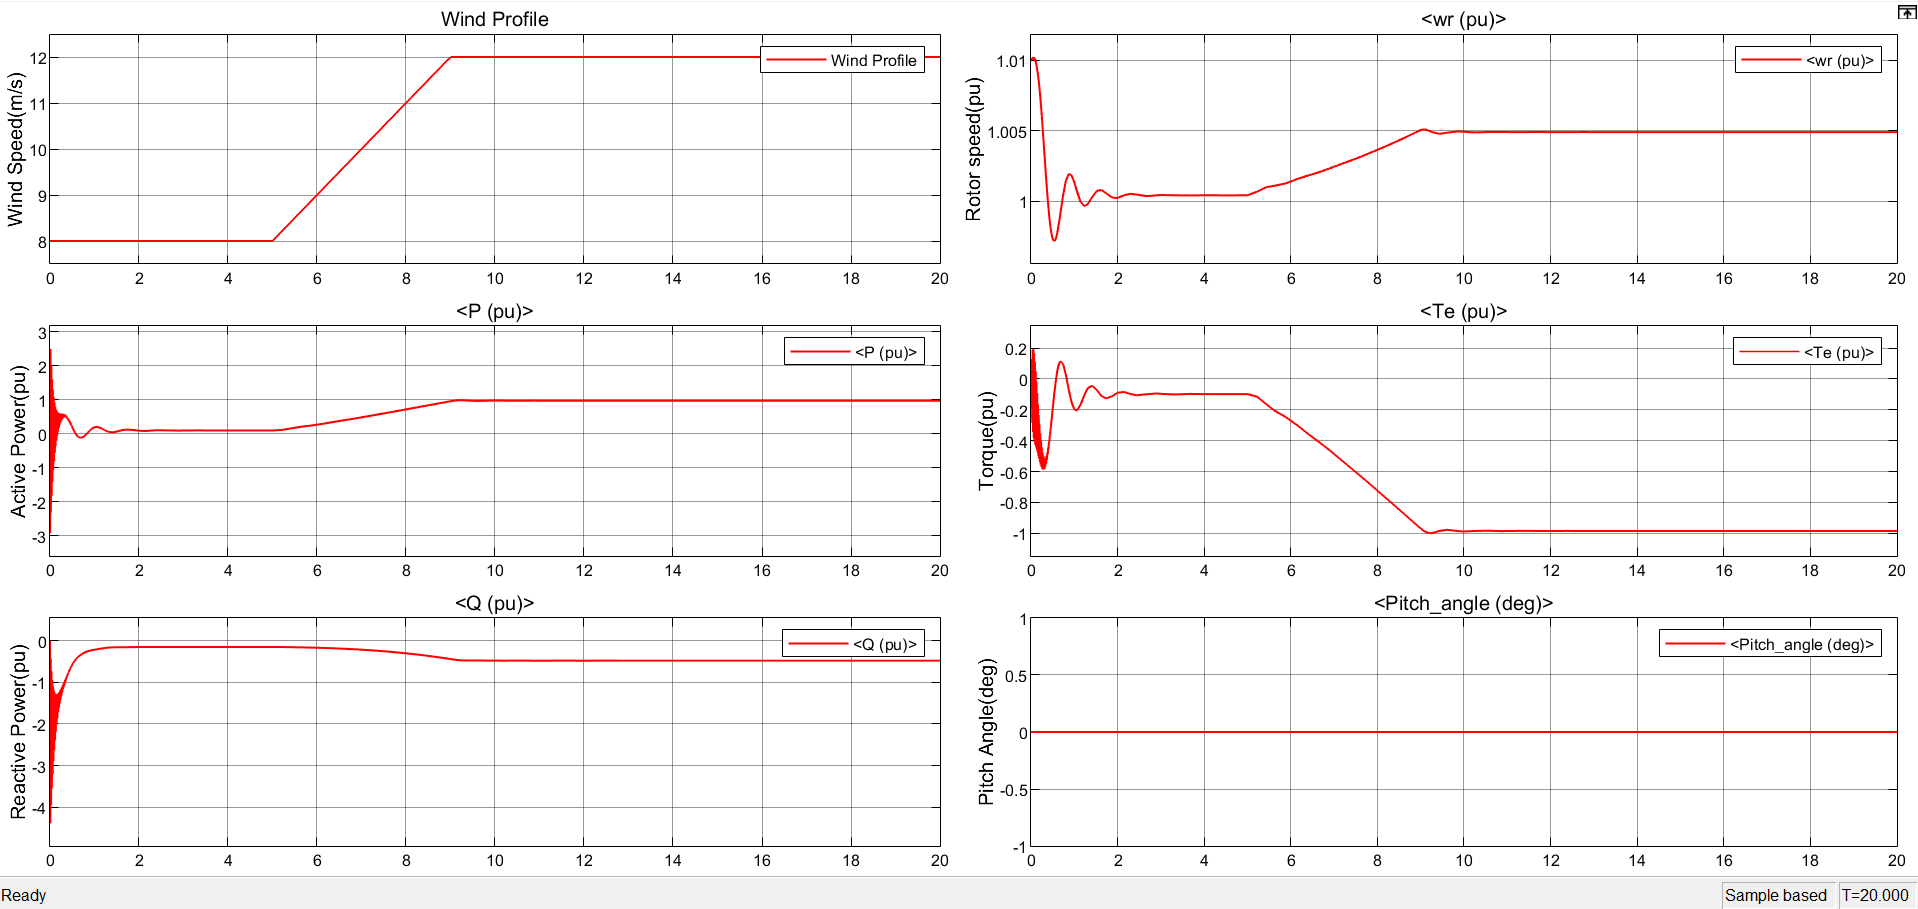 Wind Profile
Wind Speed(m/s)
12
11
10
9
8
Wind Profile
0 2 4 6 8 10 12 14 16 18 20
<wr (pu)>
Rotor speed(pu)
1.01
1.005
1
<wr (pu)>
0 2 4 6 8 10 12 14 16 18 20
<P (pu)>
Active Power(pu)
3
2
1
0
-1
-2
-3
<P (pu)>
0 2 4 6 8 10 12 14 16 18 20
<Te (pu)>
Torque(pu)
0.2
0
-0.2
-0.4
-0.6
-0.8
-1
<Te (pu)>
0 2 4 6 8 10 12 14 16 18 20
<Q (pu)>
Reactive Power(pu)
0
-1
-2
-3
-4
<Q (pu)>
0 2 4 6 8 10 12 14 16 18 20
<Pitch_angle (deg)>
Pitch Angle(deg)
1
0.5
0
-0.5
-1
<Pitch_angle (deg)>
0 2 4 6 8 10 12 14 16 18 20
Ready
Sample based T=20.000